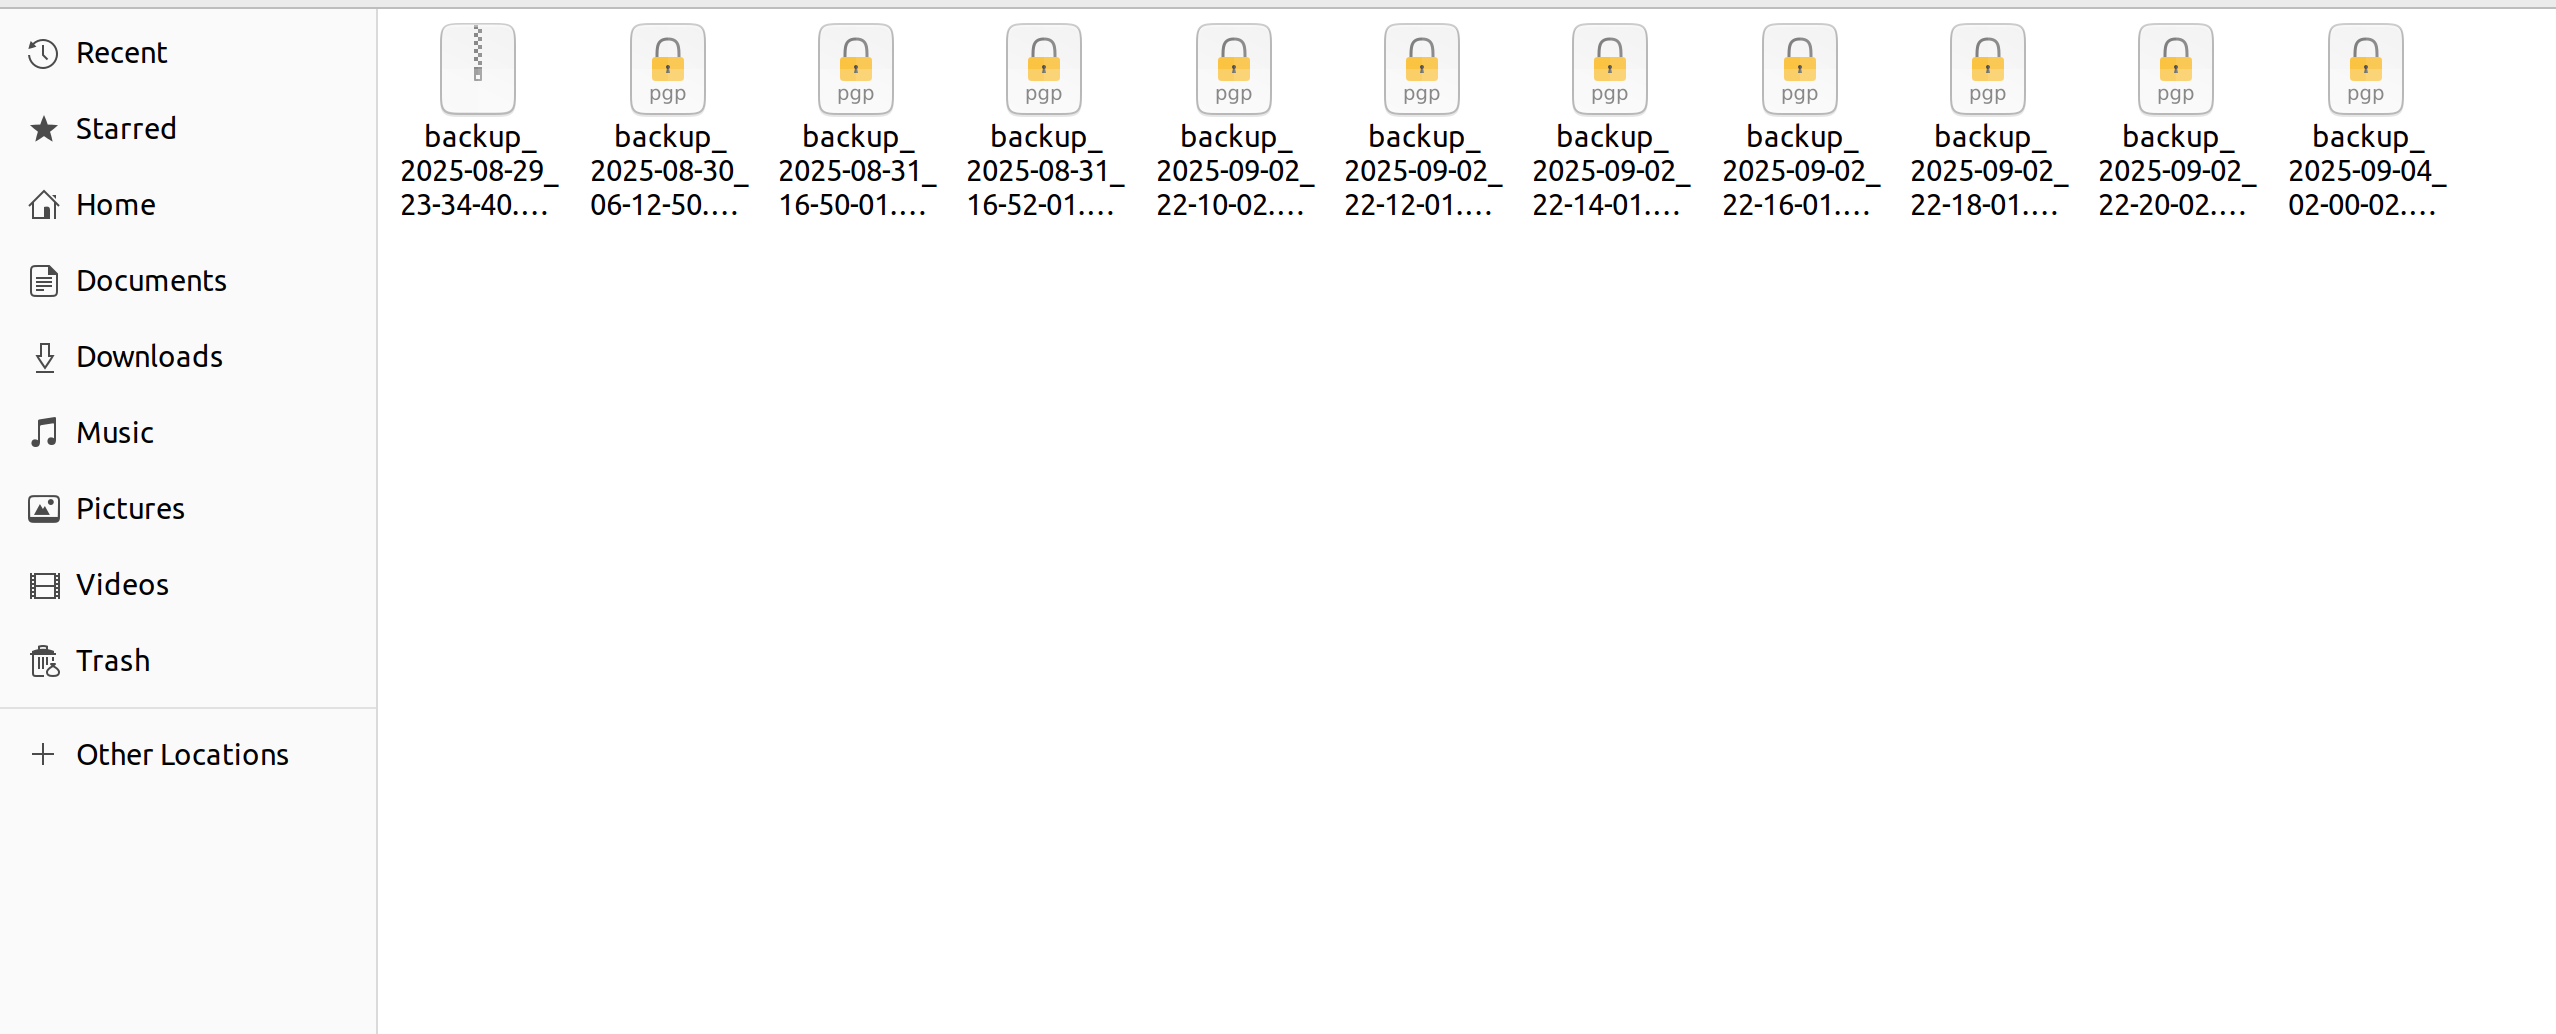 Recent
Starred
Home
Documents
Downloads
Music
Pictures
Videos
Trash
Other Locations
backup_
2025-08-29_
23-34-40.…
pgp
backup_
2025-08-30_
06-12-50.…
pgp
backup_
2025-08-31_
16-50-01.…
pgp
backup_
2025-08-31_
16-52-01.…
pgp
backup_
2025-09-02_
22-10-02.…
pgp
backup_
2025-09-02_
22-12-01.…
pgp
backup_
2025-09-02_
22-14-01.…
pgp
backup_
2025-09-02_
22-16-01.…
pgp
backup_
2025-09-02_
22-18-01.…
pgp
backup_
2025-09-02_
22-20-02.…
pgp
backup_
2025-09-04_
02-00-02.…